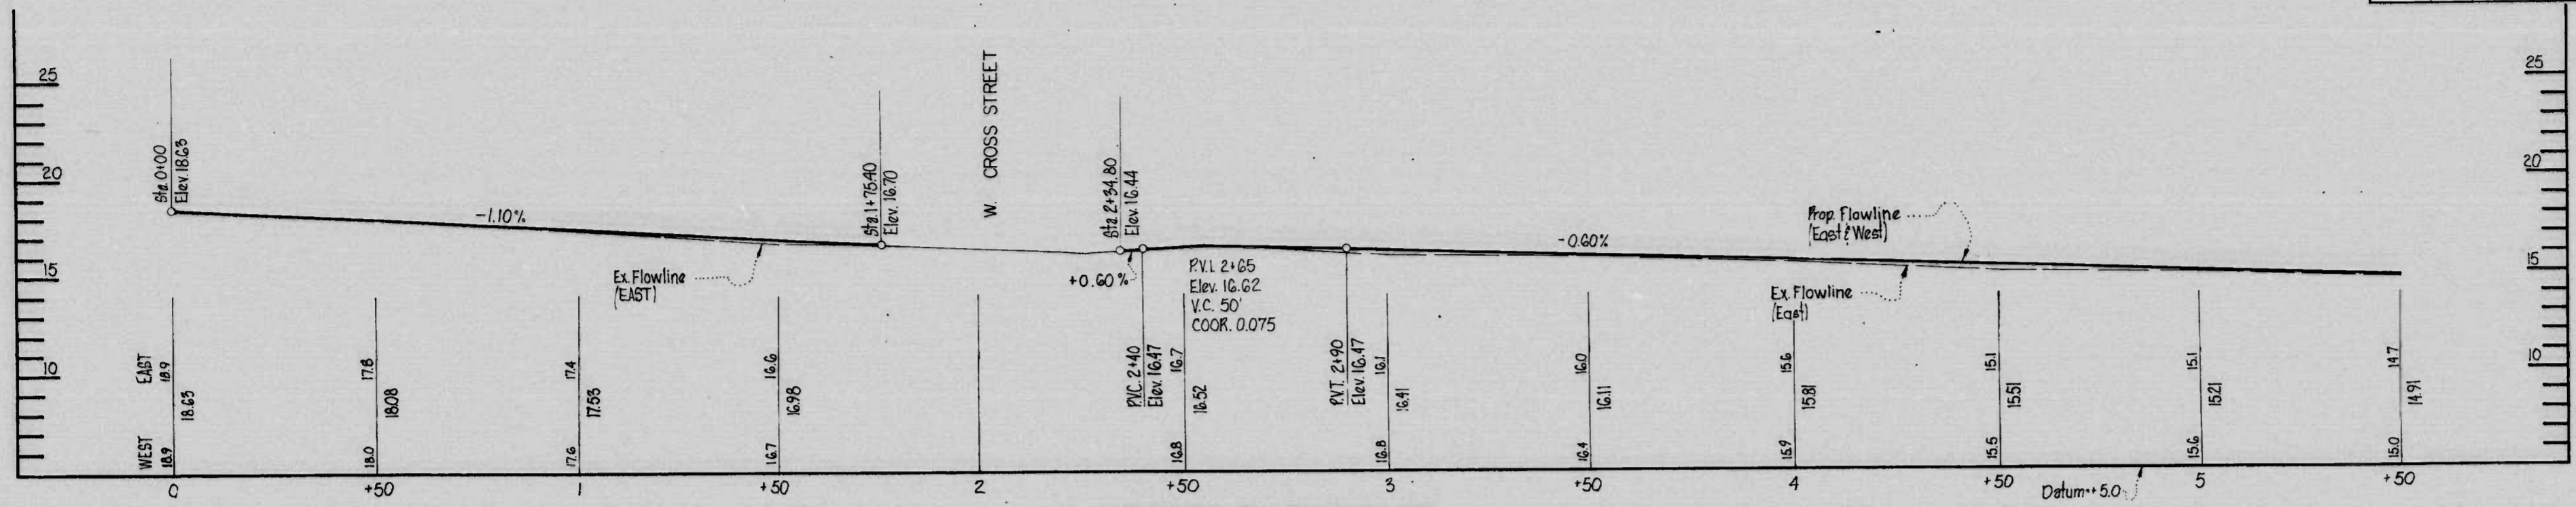 25
20
15
10
Sta. 0+00
Elev. 18.63
-1.10%
Ex. Flowline
(EAST)
Sta. 1+75.40
Elev. 16.70
W. CROSS STREET
Sta. 2+34.80
Elev. 16.44
+0.60%
P.V.I. 2+65
Elev. 16.62
V.C. 50'
COOR. 0.075
P.V.C. 2+40
Elev. 16.47
P.V.T. 2+90
Elev. 16.47
-0.60%
Prop. Flowline
(East & West)
Ex. Flowline
(East)
25
20
15
10
EAST
18.9
17.8
17.4
16.6
16.7
16.1
16.0
15.6
15.1
15.1
14.7
18.63
18.08
17.53
16.98
16.52
16.41
16.11
15.81
15.51
15.21
14.91
WEST
18.9
18.0
17.6
16.7
16.8
16.8
16.4
15.9
15.5
15.6
15.0
0
+50
1
+50
2
+50
3
+50
4
+50
5
+50
Datum=+5.0